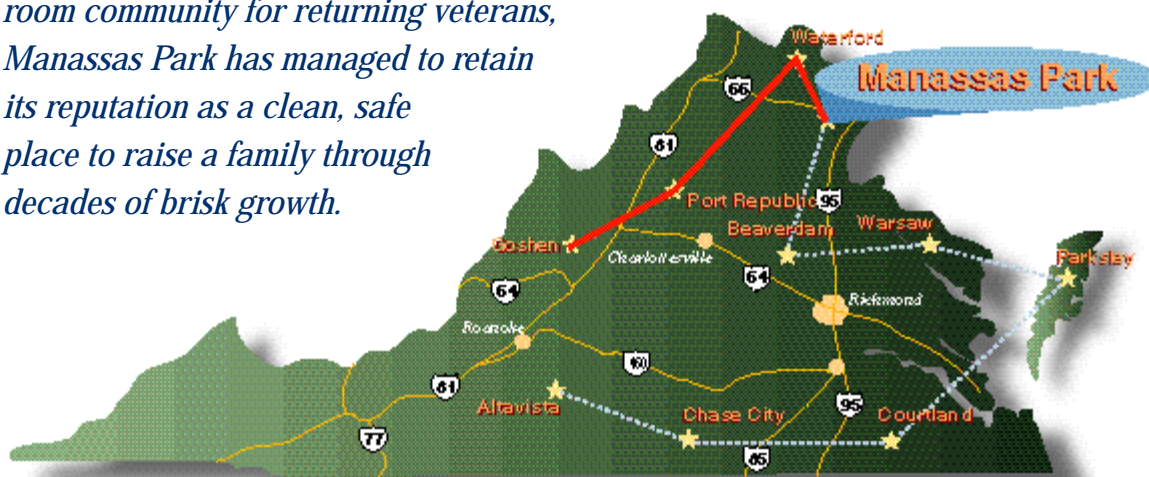 room community for returning veterans,
Manassas Park has managed to retain
its reputation as a clean, safe
place to raise a family through
decades of brisk growth.
Waterford
Manassas Park
66
81
Port Republic
95
Beaverdam
Warsaw
Goshen
Charlottesville
Parksley
64
64
Richmond
Roanoke
460
81
Altavista
Chase City
95
Courtland
77
85